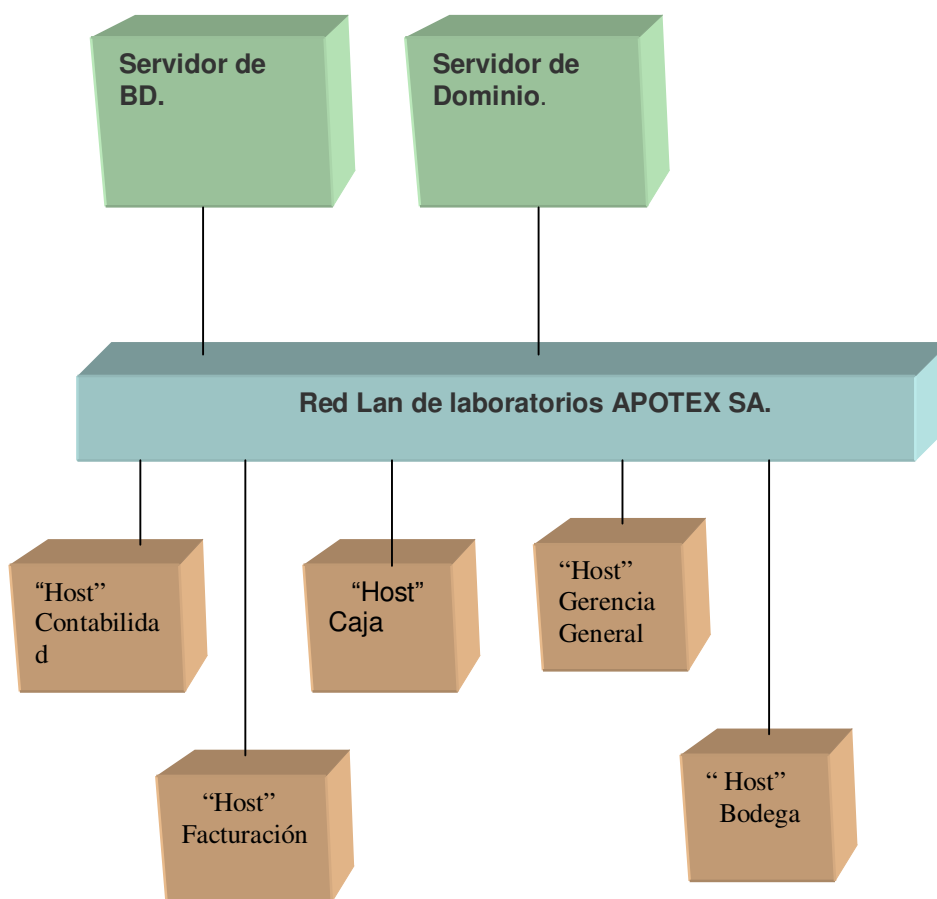 Servidor de
BD.
Servidor de
Dominio.
Red Lan de laboratorios APOTEX SA.
“Host”
Contabilida
d
“Host”
Caja
“Host”
Gerencia
General
“Host”
Facturación
“ Host”
Bodega